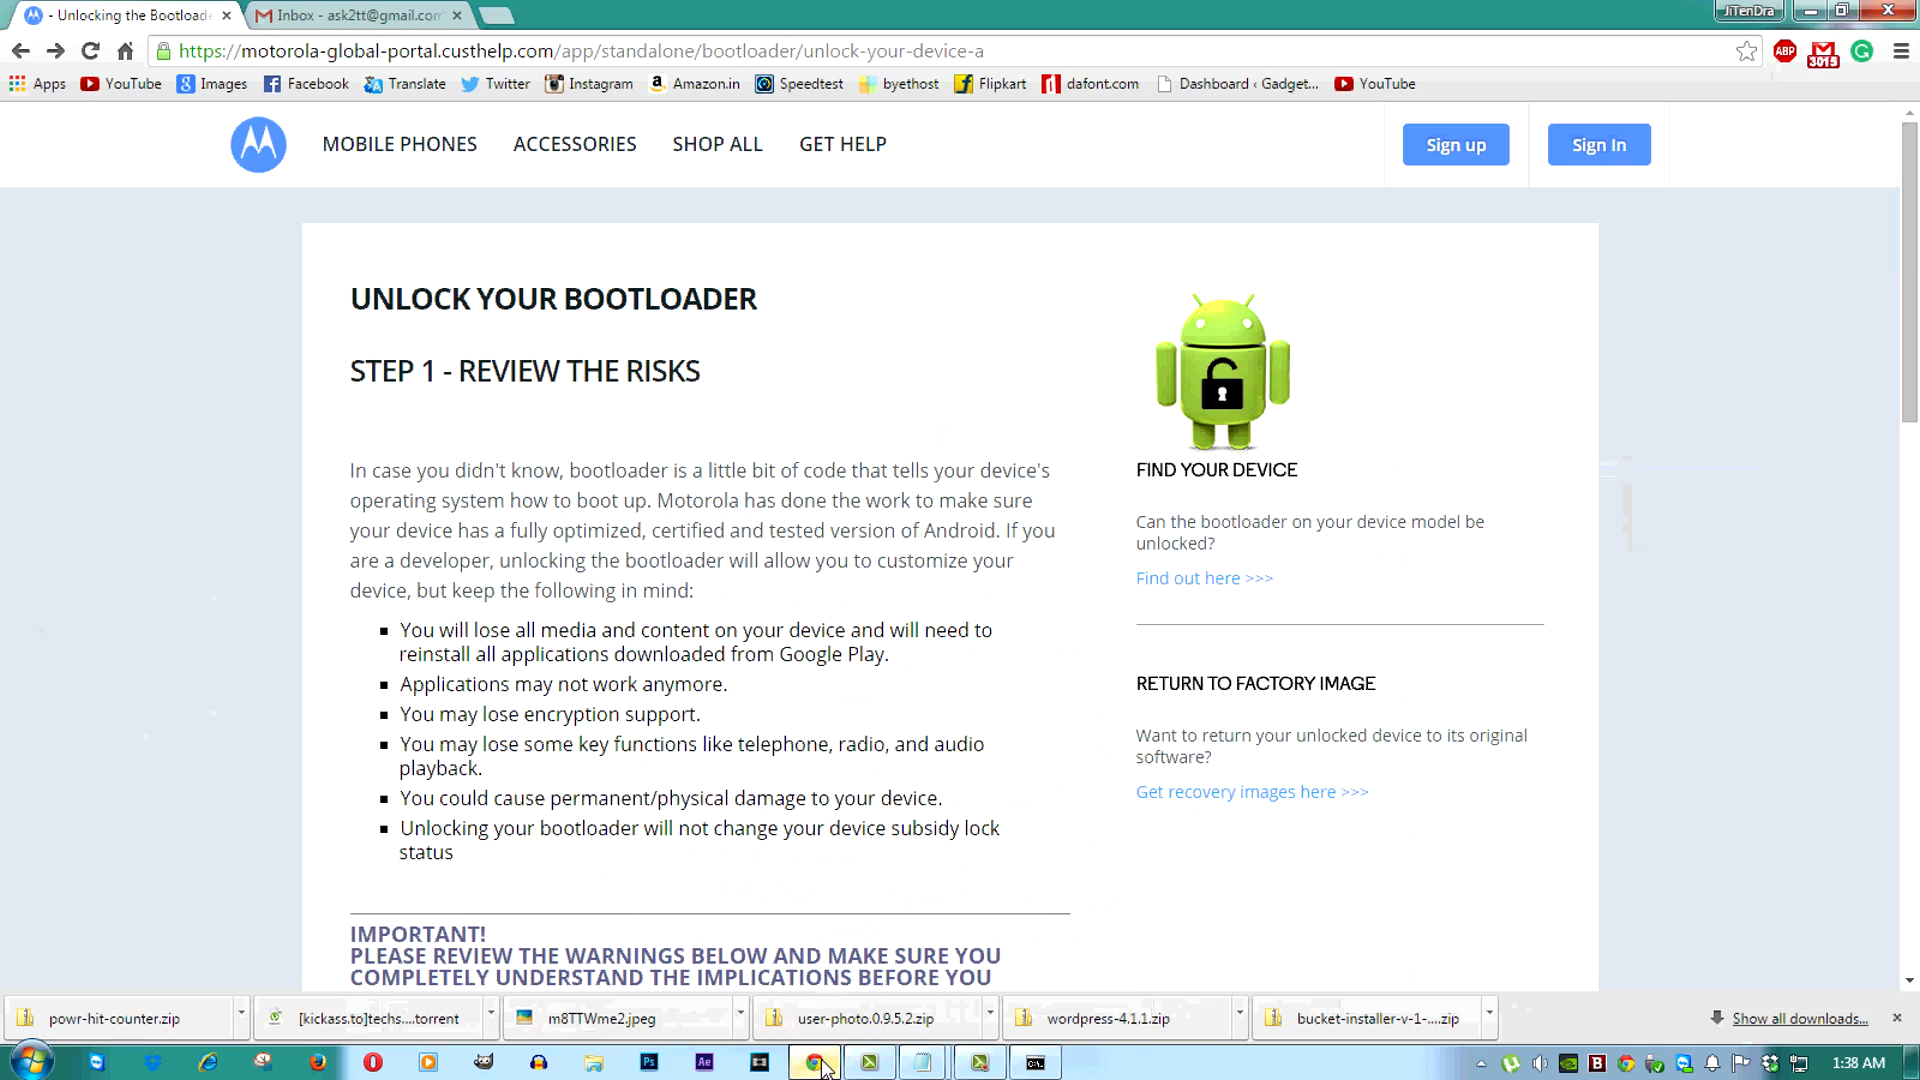 - Unlocking the Bootload
Inbox - ask2tt@gmail.com
JiTenDra
https://motorola-global-portal.custhelp.com/app/standalone/bootloader/unlock-your-device-a
ABP
3015
Apps YouTube Images Facebook Translate Twitter Instagram Amazon.in Speedtest byethost Flipkart dafont.com Dashboard ‹ Gadget... YouTube
MOBILE PHONES ACCESSORIES SHOP ALL GET HELP Sign up Sign In
UNLOCK YOUR BOOTLOADER
STEP 1 - REVIEW THE RISKS
In case you didn't know, bootloader is a little bit of code that tells your device's
operating system how to boot up. Motorola has done the work to make sure
your device has a fully optimized, certified and tested version of Android. If you
are a developer, unlocking the bootloader will allow you to customize your
device, but keep the following in mind:
You will lose all media and content on your device and will need to
reinstall all applications downloaded from Google Play.
Applications may not work anymore.
You may lose encryption support.
You may lose some key functions like telephone, radio, and audio
playback.
You could cause permanent/physical damage to your device.
Unlocking your bootloader will not change your device subsidy lock
status
IMPORTANT!
PLEASE REVIEW THE WARNINGS BELOW AND MAKE SURE YOU
COMPLETELY UNDERSTAND THE IMPLICATIONS BEFORE YOU
FIND YOUR DEVICE
Can the bootloader on your device model be
unlocked?
Find out here >>>
RETURN TO FACTORY IMAGE
Want to return your unlocked device to its original
software?
Get recovery images here >>>
powr-hit-counter.zip [kickass.to]techs....torrent m8TTWme2.jpeg user-photo.0.9.5.2.zip wordpress-4.1.1.zip bucket-installer-v-1-....zip Show all downloads...
Ps Ae B 1:38 AM